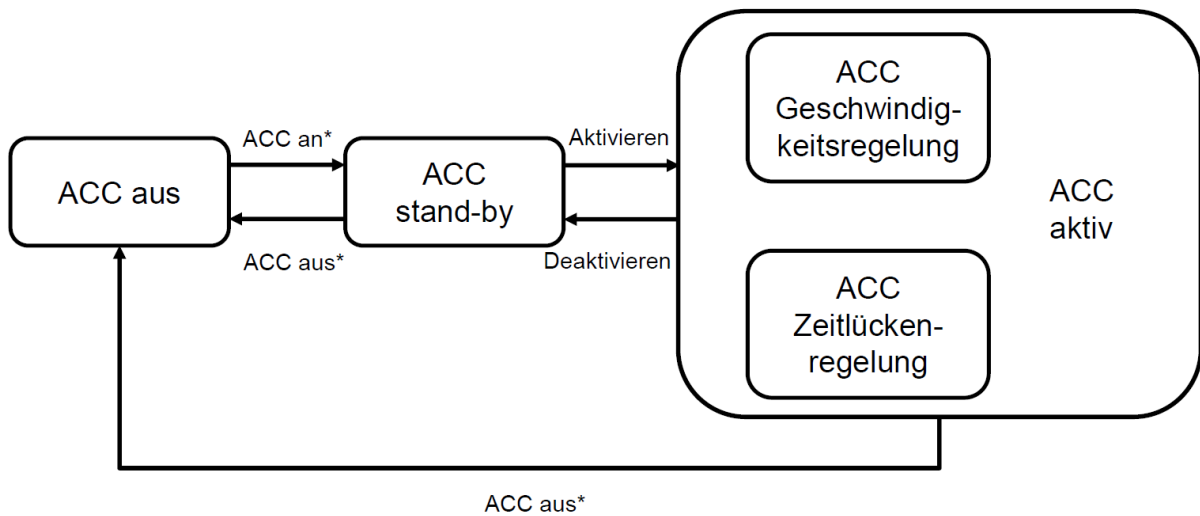 ACC aus
ACC an*
ACC aus*
ACC
stand-by
Aktivieren
Deaktivieren
ACC
Geschwindig-
keitsregelung
ACC
Zeitlücken-
regelung
ACC
aktiv
ACC aus*